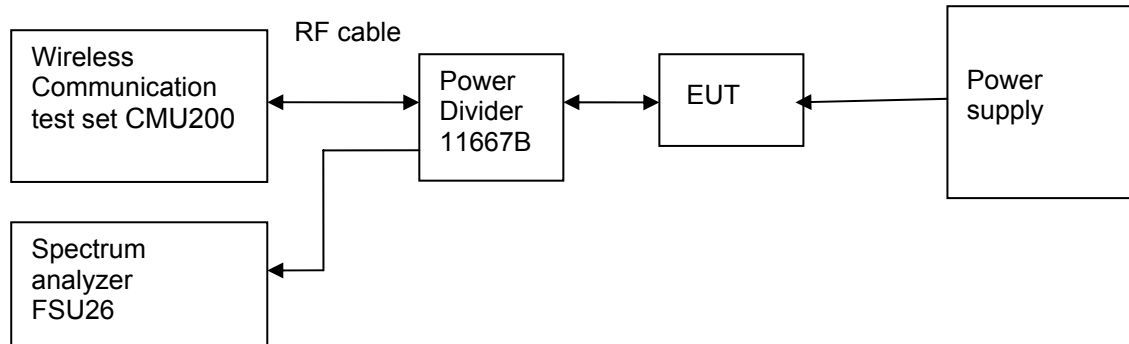 RF cable
Wireless
Communication
test set CMU200
Power
Divider
11667B
EUT
Power
supply
Spectrum
analyzer
FSU26